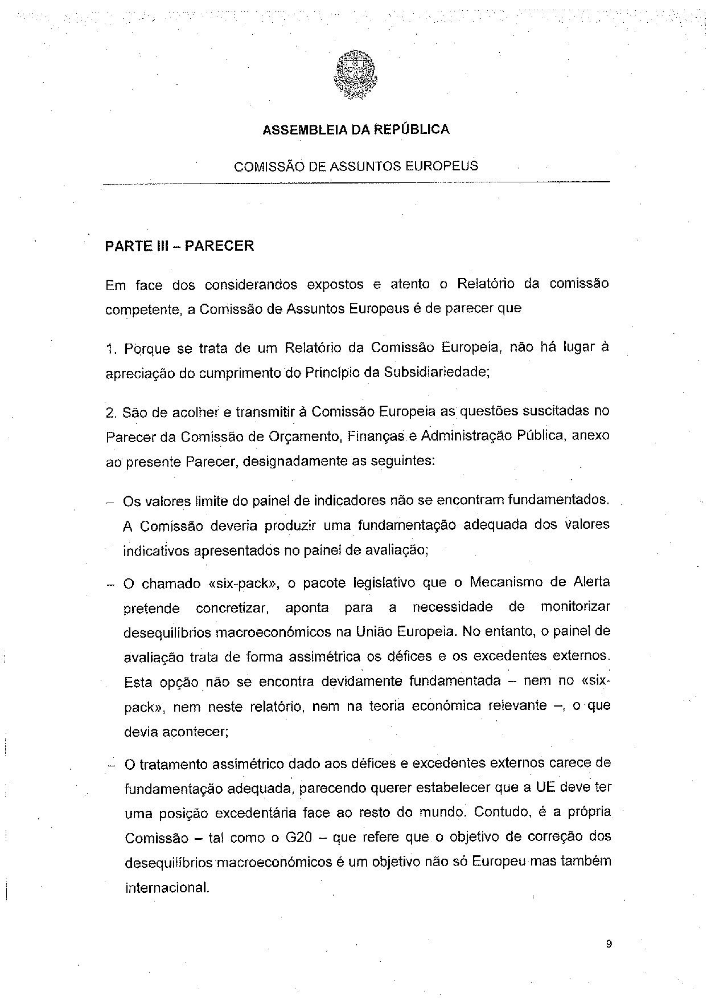 ASSEMBLEIA DA REPÚBLICA
COMISSÃO DE ASSUNTOS EUROPEUS
PARTE III – PARECER
Em face dos considerandos expostos e atento o Relatório da comissão
competente, a Comissão de Assuntos Europeus é de parecer que
1. Porque se trata de um Relatório da Comissão Europeia, não há lugar à
apreciação do cumprimento do Princípio da Subsidiariedade;
2. São de acolher e transmitir à Comissão Europeia as questões suscitadas no
Parecer da Comissão de Orçamento, Finanças e Administração Pública, anexo
ao presente Parecer, designadamente as seguintes:
– Os valores limite do painel de indicadores não se encontram fundamentados.
A Comissão deveria produzir uma fundamentação adequada dos valores
indicativos apresentados no painel de avaliação;
– O chamado «six-pack», o pacote legislativo que o Mecanismo de Alerta
pretende concretizar, aponta para a necessidade de monitorizar
desequilíbrios macroeconómicos na União Europeia. No entanto, o painel de
avaliação trata de forma assimétrica os défices e os excedentes externos.
Esta opção não se encontra devidamente fundamentada – nem no «six-
pack», nem neste relatório, nem na teoria económica relevante –, o que
devia acontecer;
– O tratamento assimétrico dado aos défices e excedentes externos carece de
fundamentação adequada, parecendo querer estabelecer que a UE deve ter
uma posição excedentária face ao resto do mundo. Contudo, é a própria
Comissão – tal como o G20 – que refere que o objetivo de correção dos
desequilíbrios macroeconómicos é um objetivo não só Europeu mas também
internacional.
9